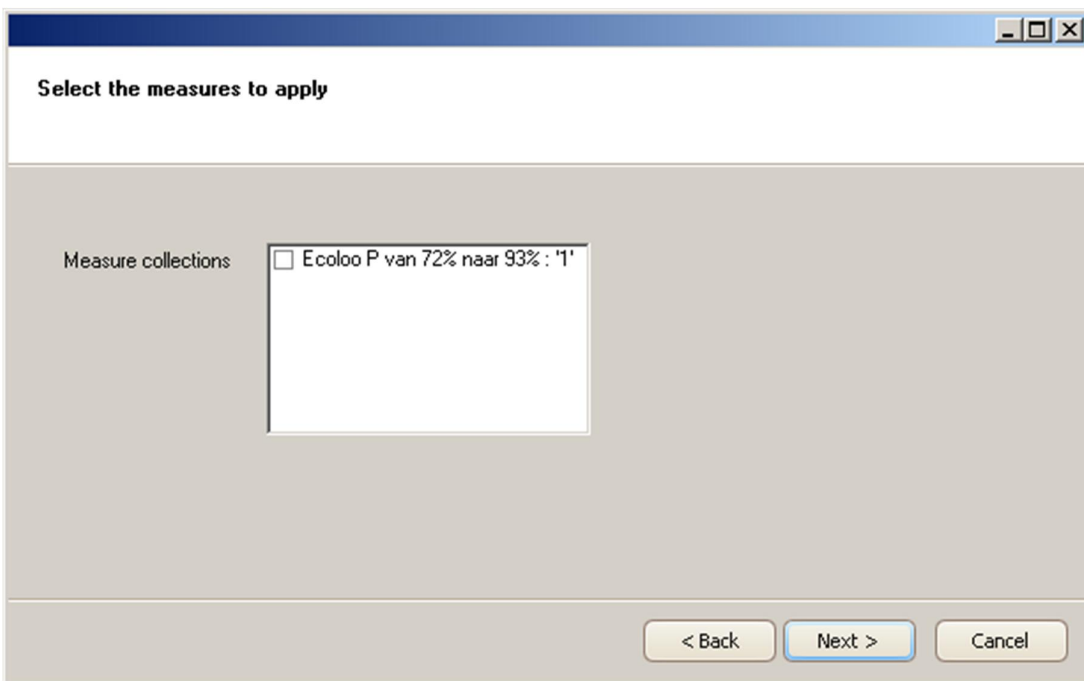 Select the measures to apply
Measure collections
Ecoloo P van 72% naar 93% : '1'
< Back
Next >
Cancel